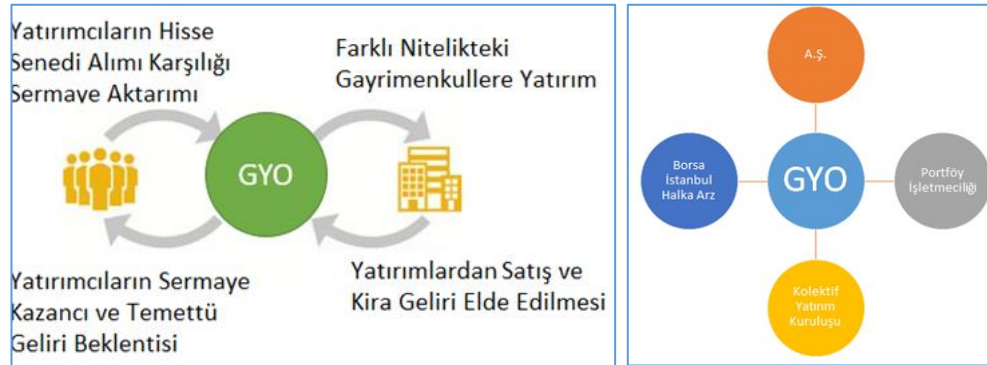 Yatırımcıların Hisse
Senedi Alımı Karşılığı
Sermaye Aktarımı
Farklı Nitelikteki
Gayrimenkullere Yatırım
GYO
Yatırımcıların Sermaye
Kazancı ve Temettü
Geliri Beklentisi
Yatırımlardan Satış ve
Kira Geliri Elde Edilmesi
A.Ş.
Borsa
İstanbul
Halka Arz
GYO
Portföy
İşletmeciliği
Kolektif
Yatırım
Kuruluşu